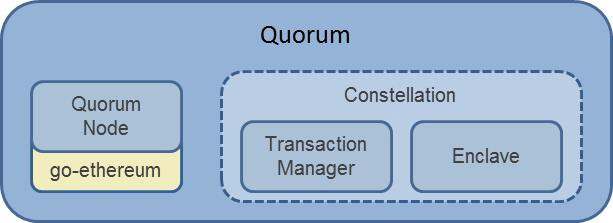 Quorum
Quorum
Node
go-ethereum
Constellation
Transaction
Manager
Enclave